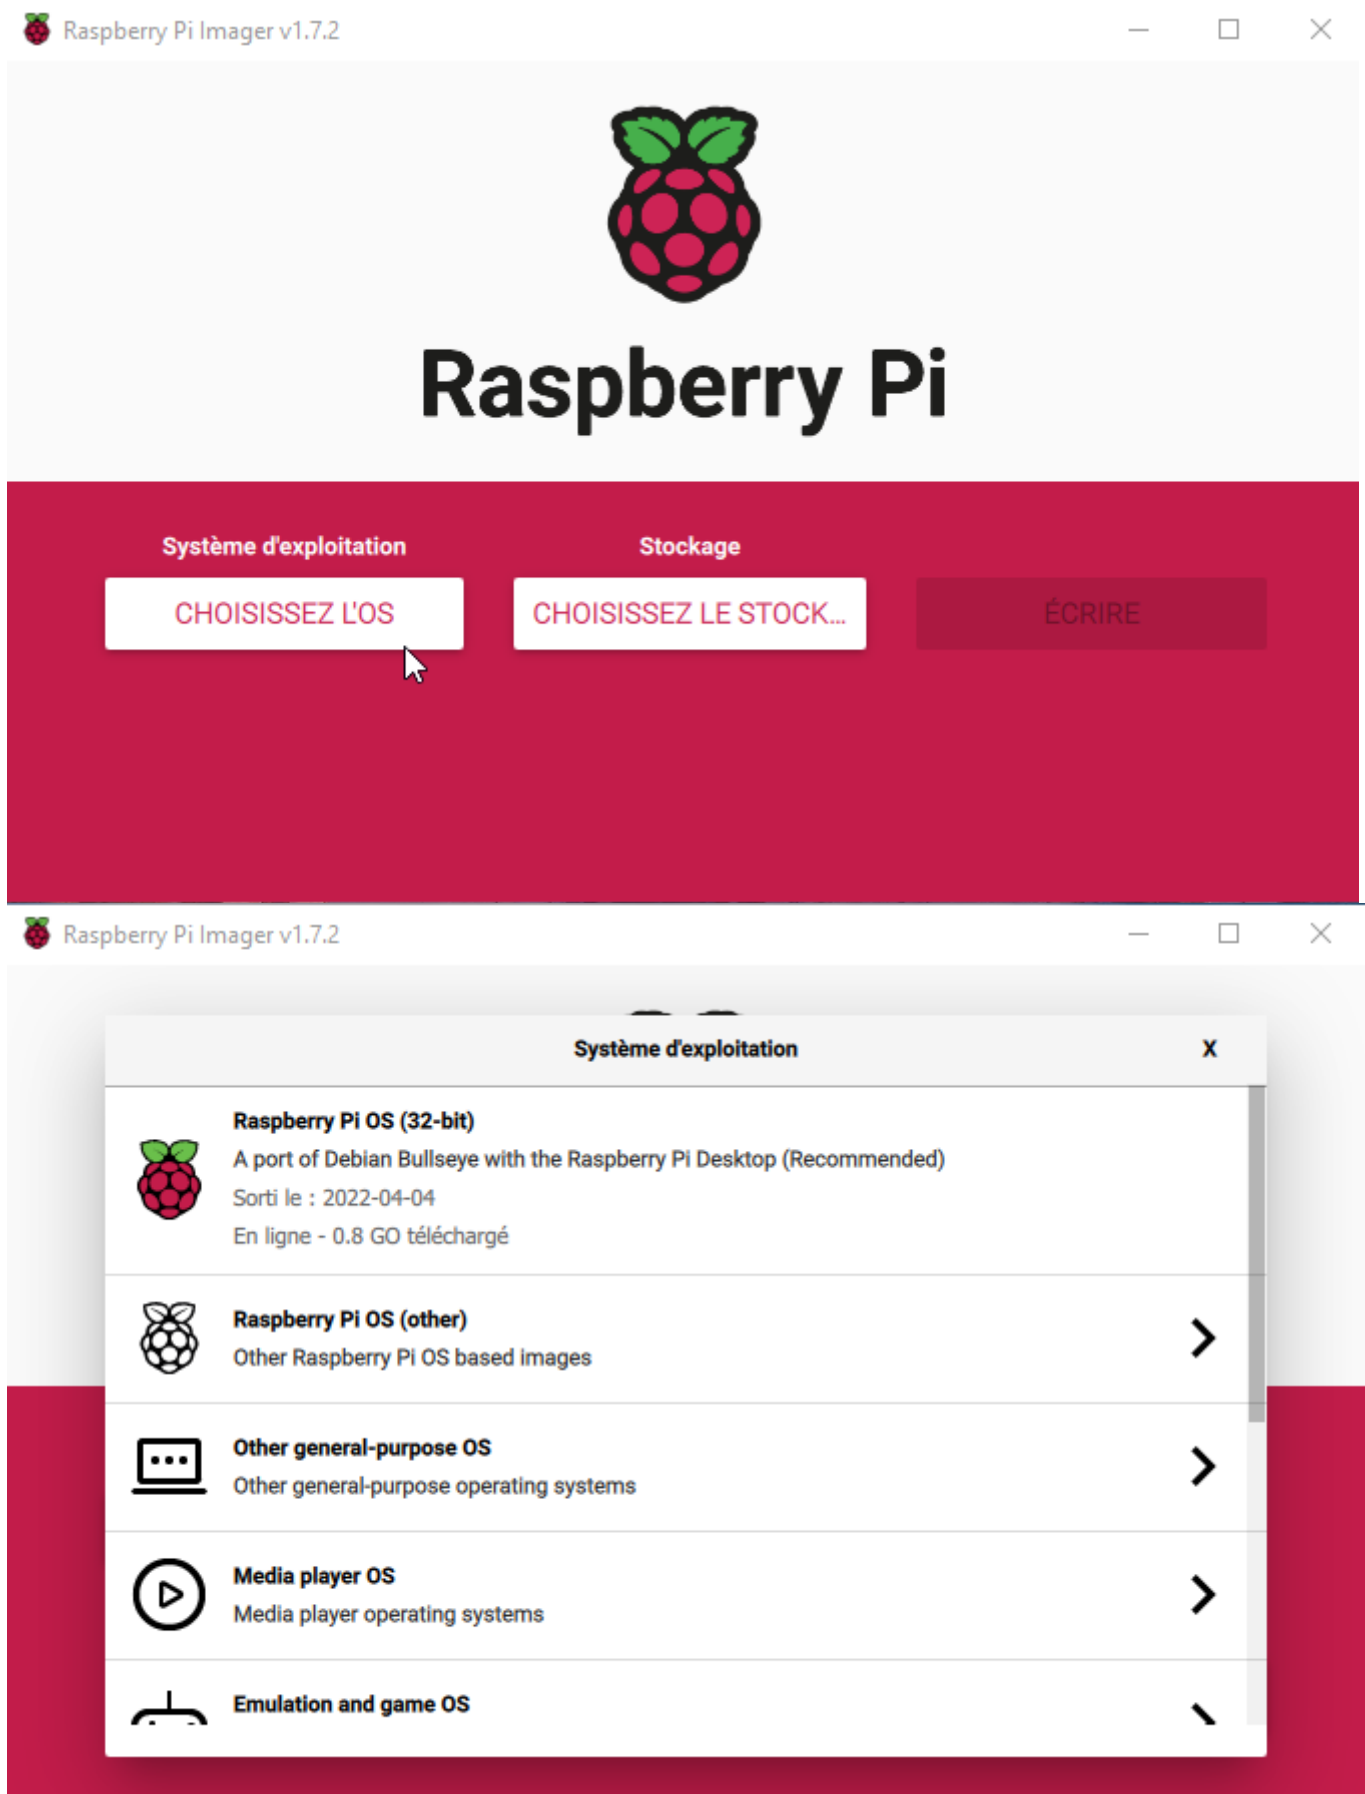 Raspberry Pi Imager v1.7.2
Raspberry Pi
Système d'exploitation
Stockage
CHOISISSEZ L'OS
CHOISISSEZ LE STOCK...
ÉCRIRE
Raspberry Pi Imager v1.7.2
Système d'exploitation
X
Raspberry Pi OS (32-bit)
A port of Debian Bullseye with the Raspberry Pi Desktop (Recommended)
Sorti le : 2022-04-04
En ligne - 0.8 GO téléchargé
Raspberry Pi OS (other)
Other Raspberry Pi OS based images
Other general-purpose OS
Other general-purpose operating systems
Media player OS
Media player operating systems
Emulation and game OS